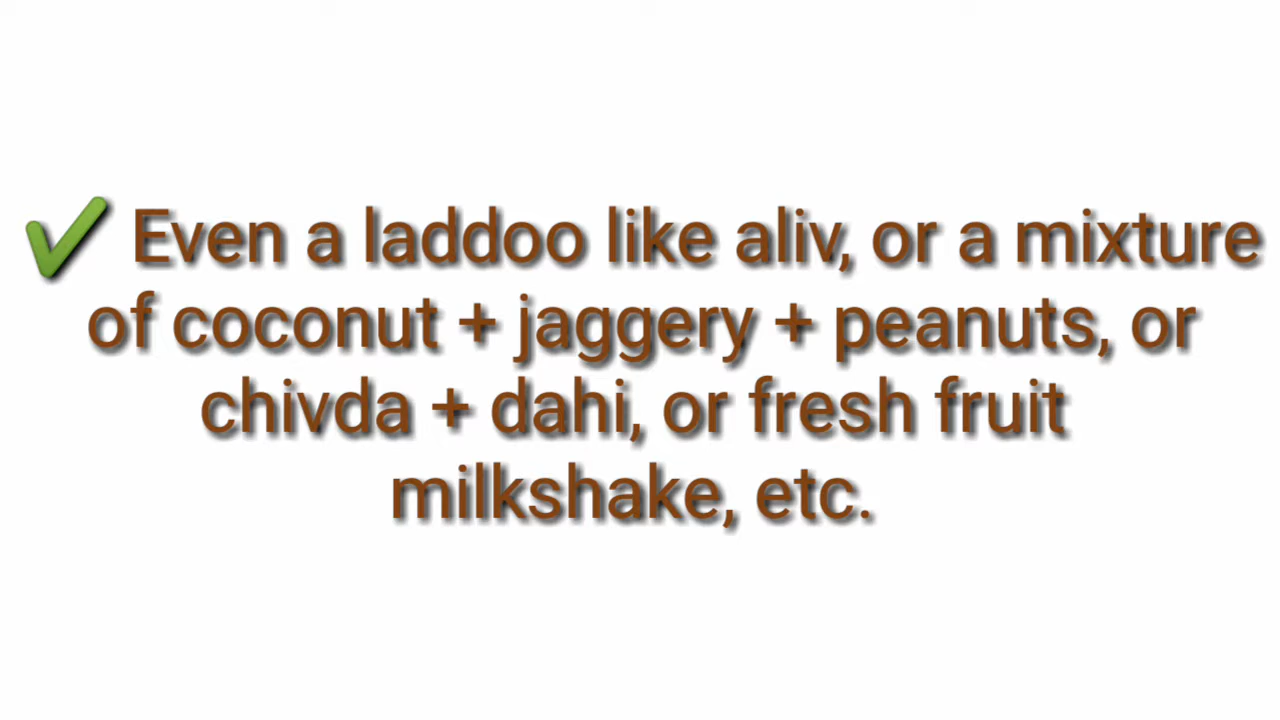 ✔ Even a laddoo like aliv, or a mixture
of coconut + jaggery + peanuts, or
chivda + dahi, or fresh fruit
milkshake, etc.